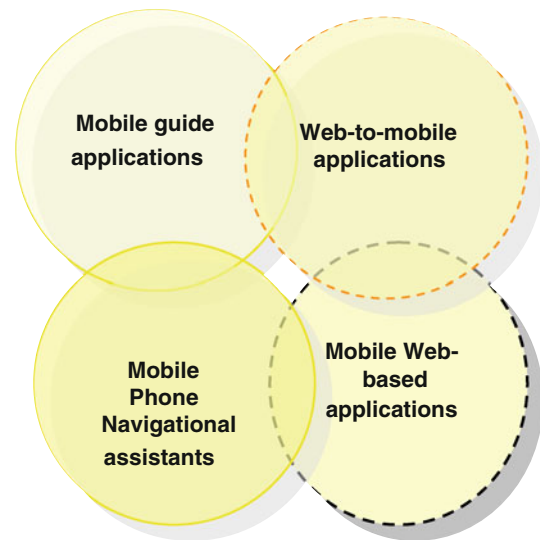 Mobile guide
applications
Web-to-mobile
applications
Mobile
Phone
Navigational
assistants
Mobile Web-
based
applications